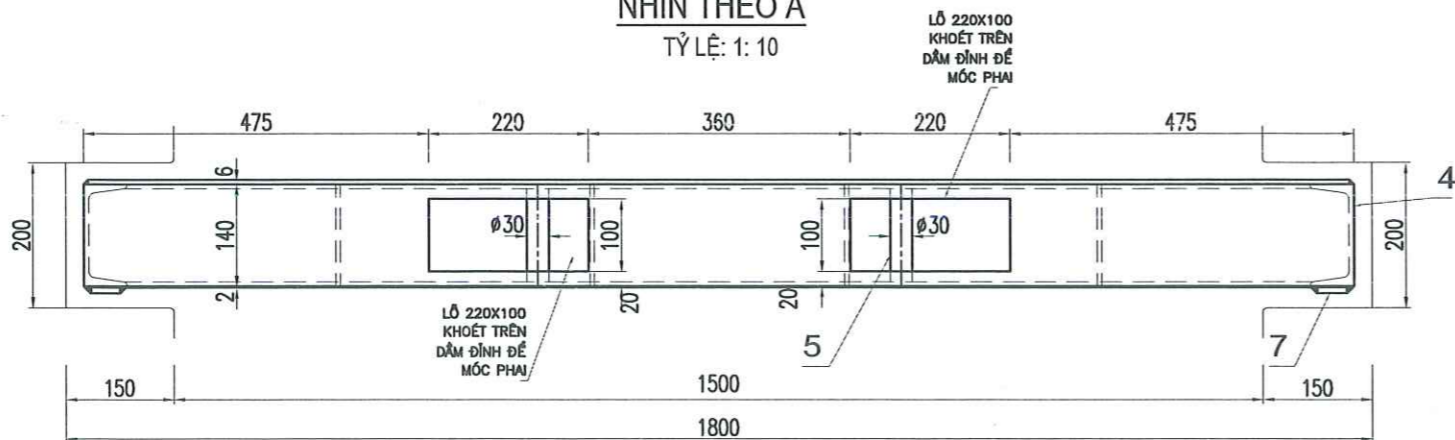 NHÌN THEO A
TỶ LỆ: 1: 10
LỖ 220X100
KHOÉT TRÊN
DẦM ĐỈNH ĐỂ
MÓC PHAI
475
220
360
220
475
6
4
200
140
ϕ30
100
100
ϕ30
200
2
20
20
LỖ 220X100
KHOÉT TRÊN
DẦM ĐỈNH ĐỂ
MÓC PHAI
5
7
150
1500
150
1800